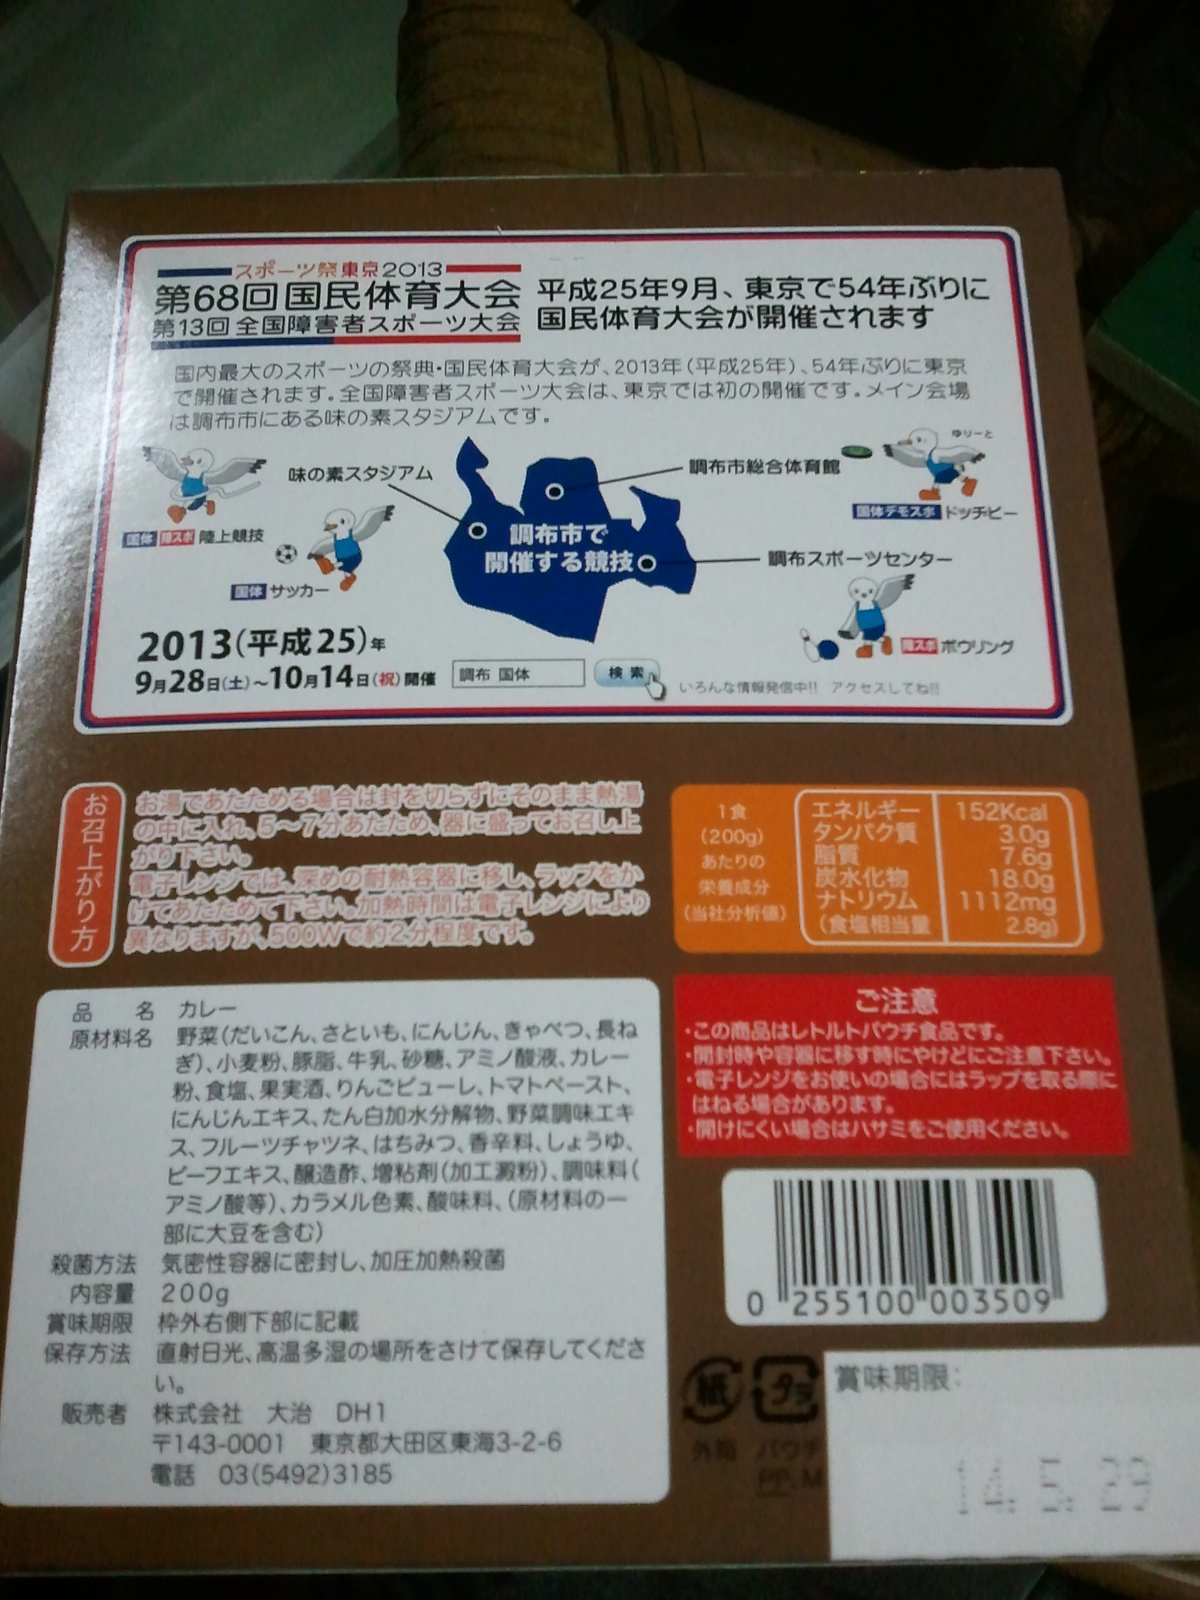 スポーツ祭東京2013
第68回 国民体育大会
第13回 全国障害者スポーツ大会
平成25年9月、東京で54年ぶりに
国民体育大会が開催されます
国内最大のスポーツの祭典・国民体育大会が、2013年(平成25年)、54年ぶりに東京
で開催されます。全国障害者スポーツ大会は、東京では初の開催です。メイン会場
は調布市にある味の素スタジアムです。
味の素スタジアム
調布市総合体育館
ゆりーと
国体デモスポ ドッチビー
国体 障スポ 陸上競技
調布市で
開催する競技
調布スポーツセンター
国体 サッカー
障スポ ボウリング
2013(平成25)年
9月28日(土)～10月14日(祝)開催
調布 国体
検索
いろんな情報発信中!! アクセスしてね!!
お召上がり方
お湯であたためる場合は封を切らずにそのまま熱湯
の中に入れ、5～7分あたため、器に盛ってお召し上
がり下さい。
電子レンジでは、深めの耐熱容器に移し、ラップをか
けてあたためて下さい。加熱時間は電子レンジにより
異なりますが、500Wで約2分程度です。
1食
(200g)
あたりの
栄養成分
(当社分析値)
エネルギー 152Kcal
タンパク質 3.0g
脂質 7.6g
炭水化物 18.0g
ナトリウム 1112mg
(食塩相当量 2.8g)
品名 カレー
原材料名 野菜(だいこん、さといも、にんじん、きゃべつ、長ね
ぎ)、小麦粉、豚脂、牛乳、砂糖、アミノ酸液、カレー
粉、食塩、果実酒、りんごピューレ、トマトペースト、
にんじんエキス、たん白加水分解物、野菜調味エキ
ス、フルーツチャツネ、はちみつ、香辛料、しょうゆ、
ビーフエキス、醸造酢、増粘剤(加工澱粉)、調味料(
アミノ酸等)、カラメル色素、酸味料、(原材料の一
部に大豆を含む)
殺菌方法 気密性容器に密封し、加圧加熱殺菌
内容量 200g
賞味期限 枠外右側下部に記載
保存方法 直射日光、高温多湿の場所をさけて保存してくださ
い。
販売者 株式会社 大治 DH1
〒143-0001 東京都大田区東海3-2-6
電話 03(5492)3185
ご注意
・この商品はレトルトパウチ食品です。
・開封時や容器に移す時にやけどにご注意下さい。
・電子レンジをお使いの場合にはラップを取る際に
はねる場合があります。
・開けにくい場合はハサミをご使用ください。
0 255100 003509
紙
プラ
外箱
パウチ
PP、M
賞味期限:
14. 5. 29